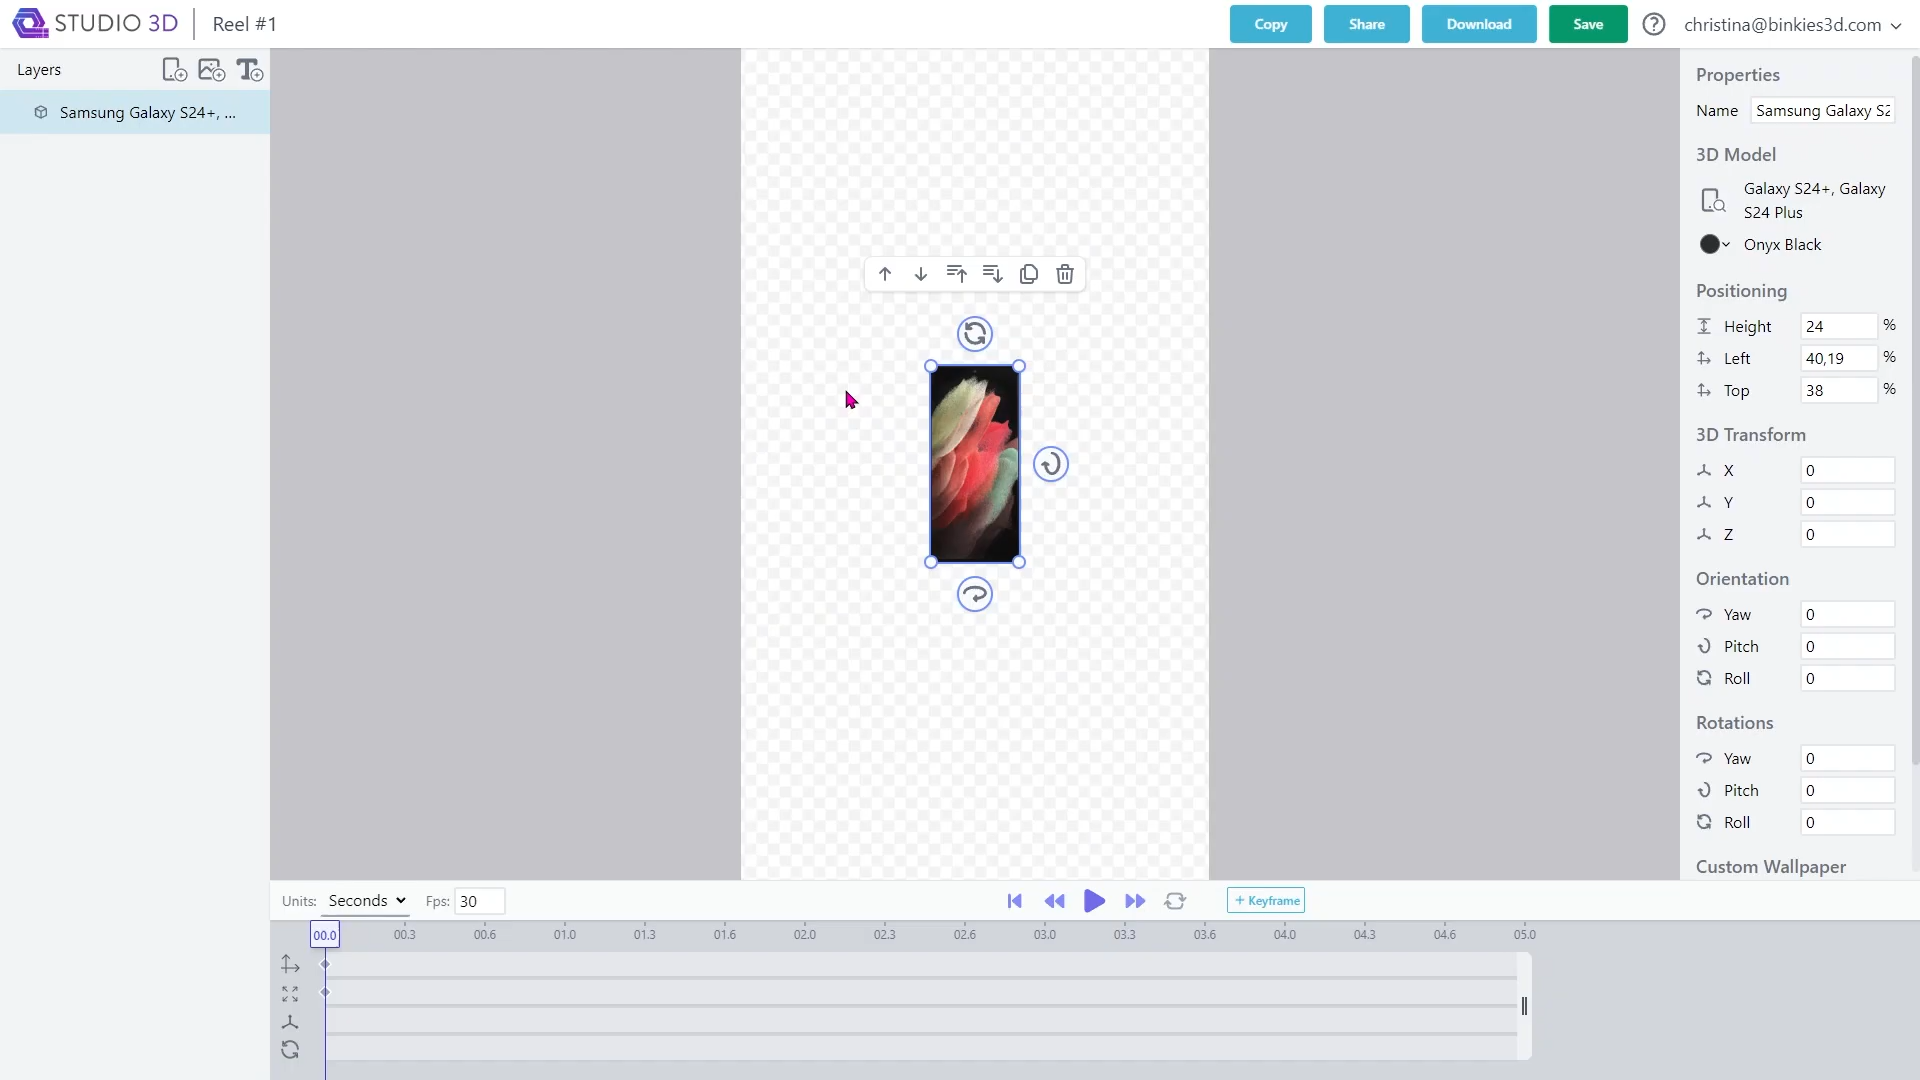 STUDIO 3D
Reel #1
Copy
Share
Download
Save
christina@binkies3d.com
Layers
Samsung Galaxy S24+, ...
Properties
Name
Samsung Galaxy S2
3D Model
Galaxy S24+, Galaxy
S24 Plus
Onyx Black
Positioning
Height 24 %
Left 40,19 %
Top 38 %
3D Transform
X 0
Y 0
Z 0
Orientation
Yaw 0
Pitch 0
Roll 0
Rotations
Yaw 0
Pitch 0
Roll 0
Custom Wallpaper
Units: Seconds Fps: 30
+ Keyframe
00.0 00.3 00.6 01.0 01.3 01.6 02.0 02.3 02.6 03.0 03.3 03.6 04.0 04.3 04.6 05.0